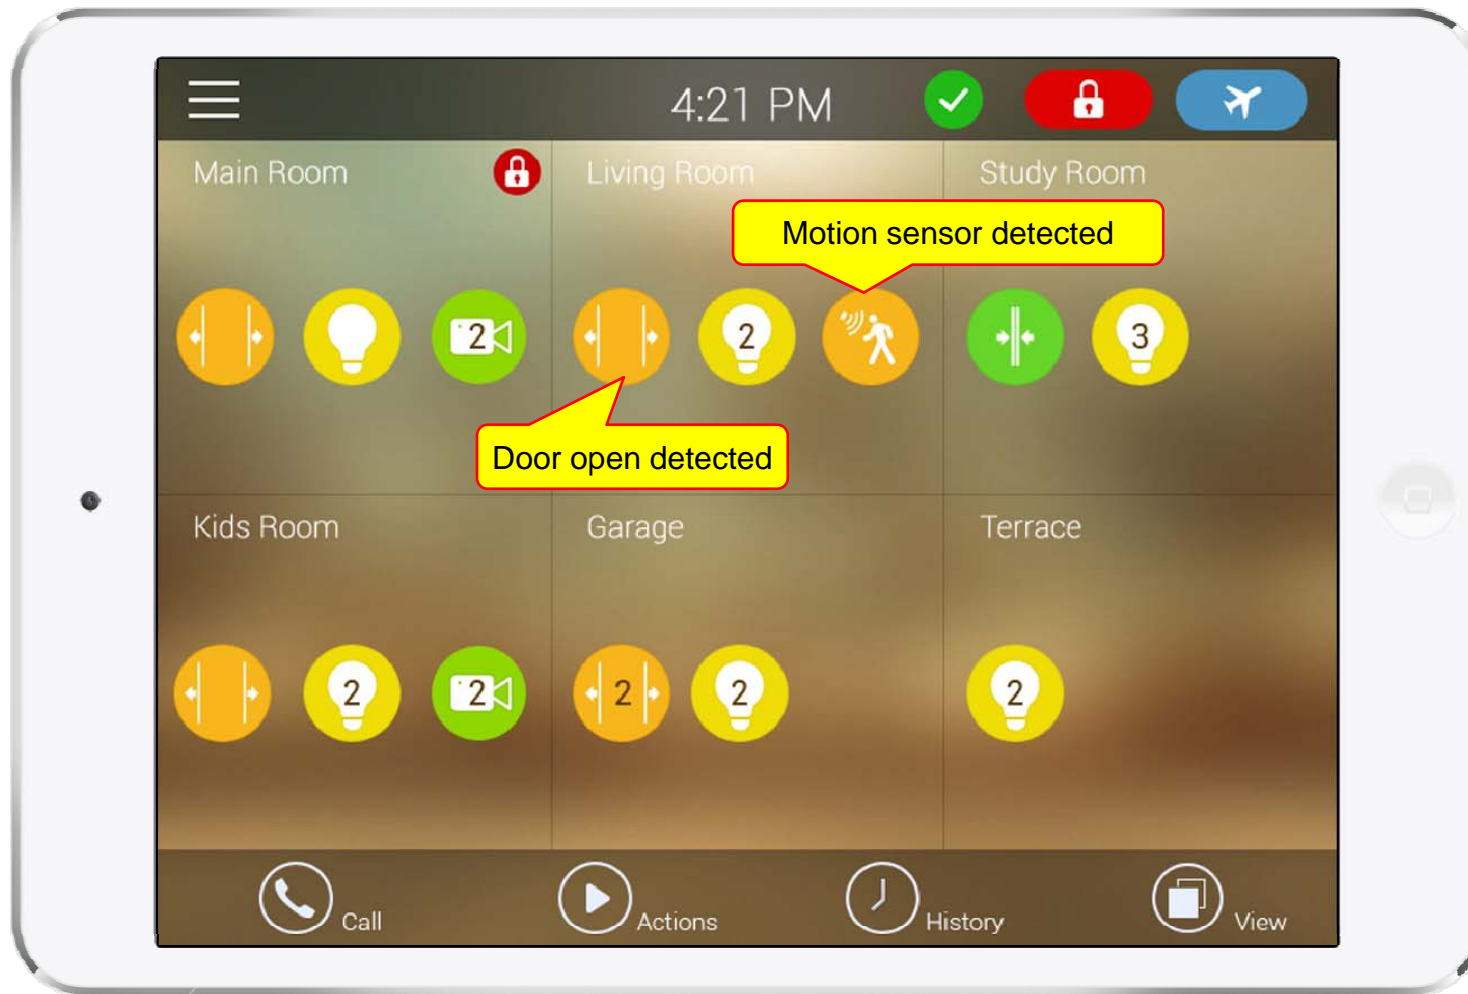 4:21 PM
Main Room
Living Room
Study Room
Motion sensor detected
2
2
3
Door open detected
Kids Room
Garage
Terrace
2
2
2
2
2
Call
Actions
History
View